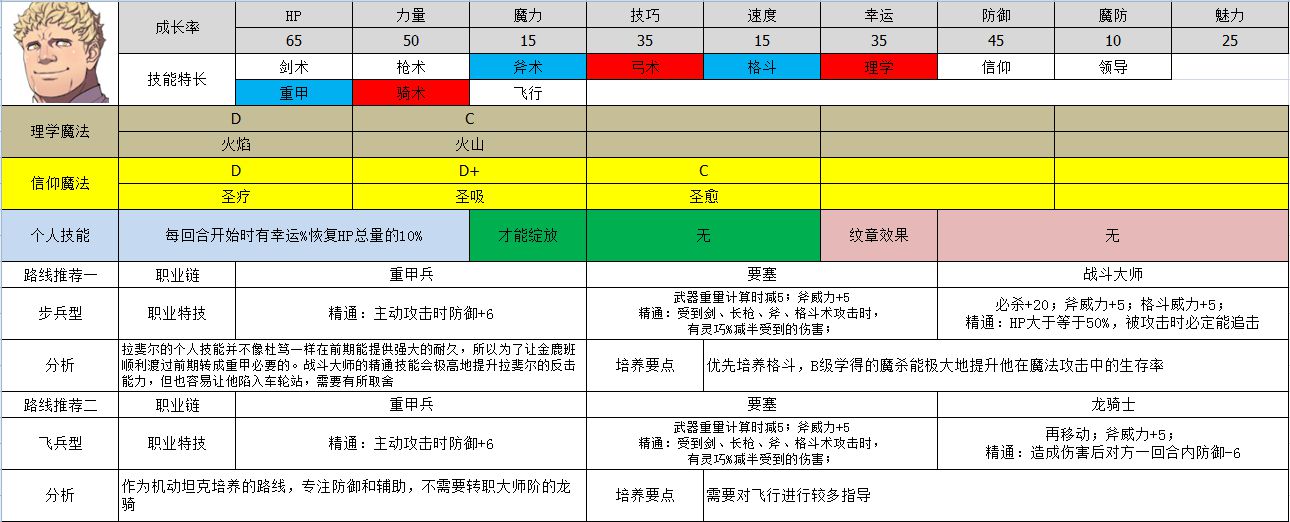 成长率 HP 力量 魔力 技巧 速度 幸运 防御 魔防 魅力
65 50 15 35 15 35 45 10 25
技能特长 剑术 枪术 斧术 弓术 格斗 理学 信仰 领导
重甲 骑术 飞行
理学魔法 D C
火焰 火山
信仰魔法 D D+ C
圣疗 圣吸 圣愈
个人技能 每回合开始时有幸运%恢复HP总量的10% 才能绽放 无 纹章效果 无
路线推荐一 职业链 重甲兵 要塞 战斗大师
步兵型 职业特技 精通：主动攻击时防御+6
武器重量计算时减5；斧威力+5
精通：受到剑、长枪、斧、格斗术攻击时，
有灵巧%减半受到的伤害；
必杀+20；斧威力+5；格斗威力+5；
精通：HP大于等于50%，被攻击时必定能追击
分析
拉斐尔的个人技能并不像杜笃一样在前期能提供强大的耐久，所以为了让金鹿班
顺利渡过前期转成重甲必要的。战斗大师的精通技能会极高地提升拉斐尔的反击
能力，但也容易让他陷入车轮站，需要有所取舍
培养要点 优先培养格斗，B级学得的魔杀能极大地提升他在魔法攻击中的生存率
路线推荐二 职业链 重甲兵 要塞 龙骑士
飞兵型 职业特技 精通：主动攻击时防御+6
武器重量计算时减5；斧威力+5
精通：受到剑、长枪、斧、格斗术攻击时，
有灵巧%减半受到的伤害；
再移动；斧威力+5；
精通：造成伤害后对方一回合内防御-6
分析
作为机动坦克培养的路线，专注防御和辅助，不需要转职大师阶的龙
骑
培养要点 需要对飞行进行较多指导